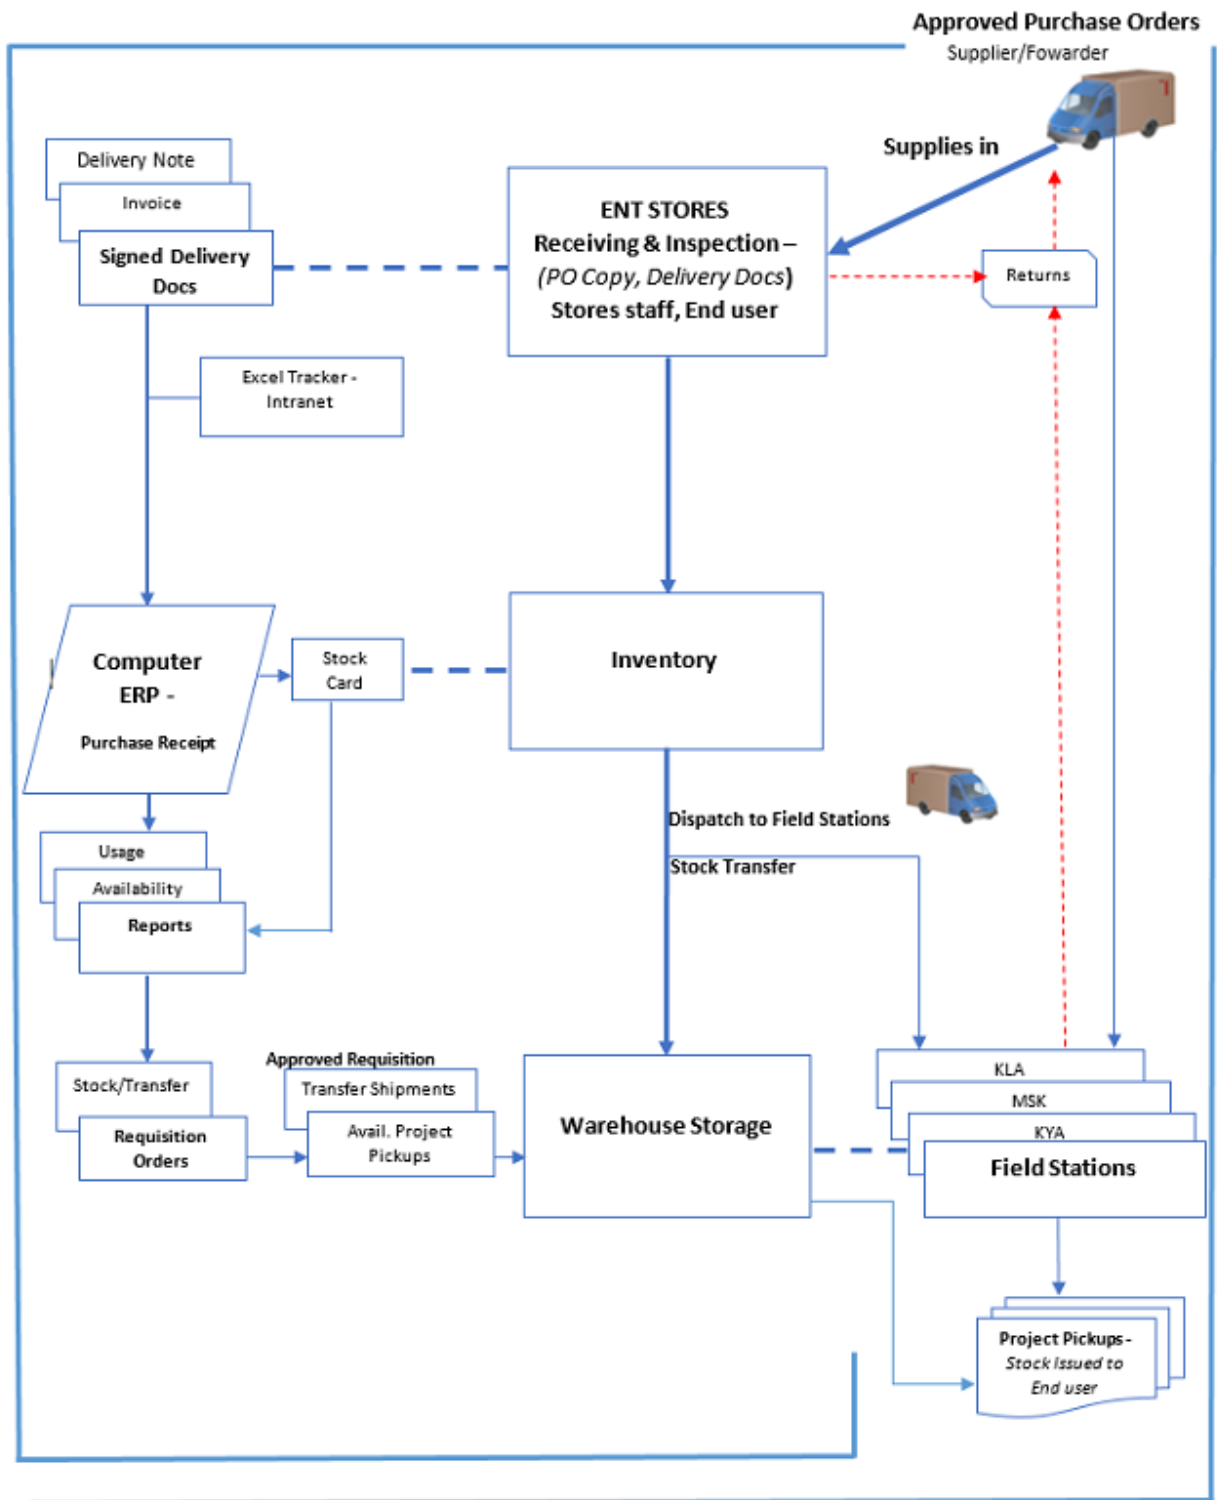 Approved Purchase Orders
Supplier/Fowarder
Supplies in
Delivery Note
Invoice
Signed Delivery
Docs
ENT STORES
Receiving & Inspection –
(PO Copy, Delivery Docs)
Stores staff, End user
Returns
Excel Tracker -
Intranet
Computer
ERP -
Purchase Receipt
Stock
Card
Inventory
Dispatch to Field Stations
Stock Transfer
Usage
Availability
Reports
Stock/Transfer
Requisition
Orders
Approved Requisition
Transfer Shipments
Avail. Project
Pickups
Warehouse Storage
KLA
MSK
KYA
Field Stations
Project Pickups -
Stock Issued to
End user